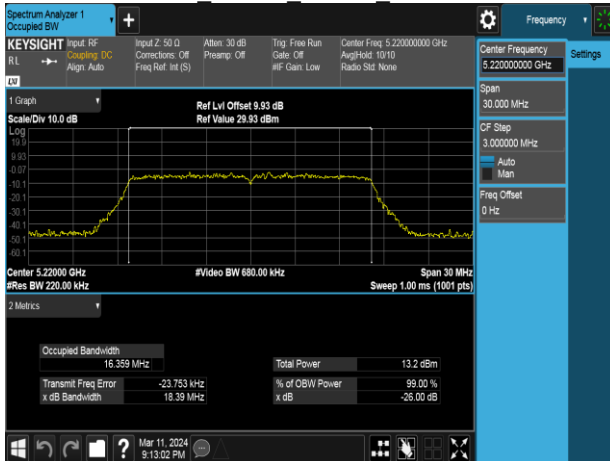 Spectrum Analyzer 1
Occupied BW
Frequency
KEYSIGHT
RL
LXI
Input: RF
Coupling: DC
Align: Auto
Input Z: 50 Ω
Corrections: Off
Freq Ref: Int (S)
Atten: 30 dB
Preamp: Off
Trig: Free Run
Gate: Off
#IF Gain: Low
Center Freq: 5.220000000 GHz
Avg|Hold: 10/10
Radio Std: None
Center Frequency
5.220000000 GHz
Settings
Span
30.000 MHz
CF Step
3.000000 MHz
Auto
Man
Freq Offset
0 Hz
1 Graph
Scale/Div 10.0 dB
Ref Lvl Offset 9.93 dB
Ref Value 29.93 dBm
Log
19.9
9.93
-0.07
-10.1
-20.1
-30.1
-40.1
-50.1
-60.1
Center 5.22000 GHz
#Video BW 680.00 kHz
Span 30 MHz
#Res BW 220.00 kHz
Sweep 1.00 ms (1001 pts)
2 Metrics
Occupied Bandwidth
16.359 MHz
Total Power 13.2 dBm
Transmit Freq Error -23.753 kHz
% of OBW Power 99.00 %
x dB Bandwidth 18.39 MHz
x dB -26.00 dB
Mar 11, 2024
9:13:02 PM